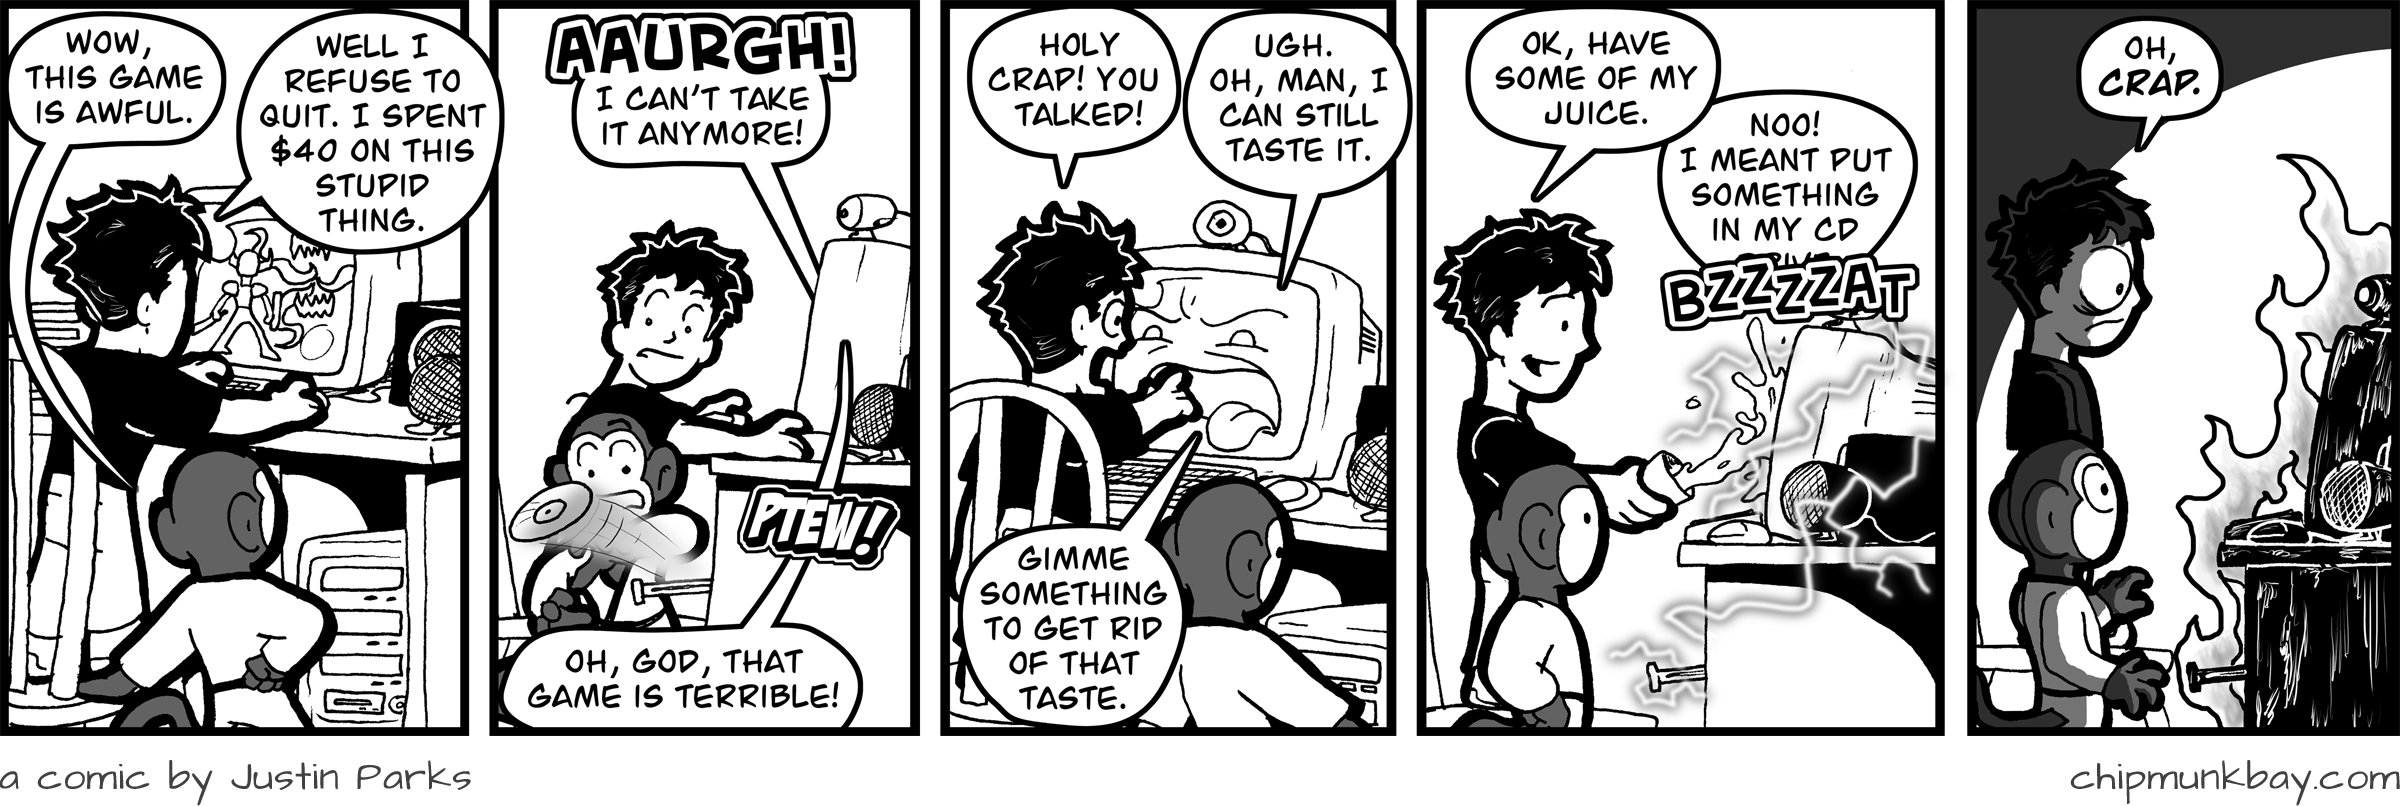 WOW,
THIS GAME
IS AWFUL.
WELL I
REFUSE TO
QUIT. I SPENT
$40 ON THIS
STUPID
THING.
AAURGH!
I CAN'T TAKE
IT ANYMORE!
PTEW!
OH, GOD, THAT
GAME IS TERRIBLE!
HOLY
CRAP! YOU
TALKED!
UGH.
OH, MAN, I
CAN STILL
TASTE IT.
GIMME
SOMETHING
TO GET RID
OF THAT
TASTE.
OK, HAVE
SOME OF MY
JUICE.
NOO!
I MEANT PUT
SOMETHING
IN MY CD
BZZZZZAT
OH,
CRAP.
a comic by Justin Parks
chipmunkbay.com